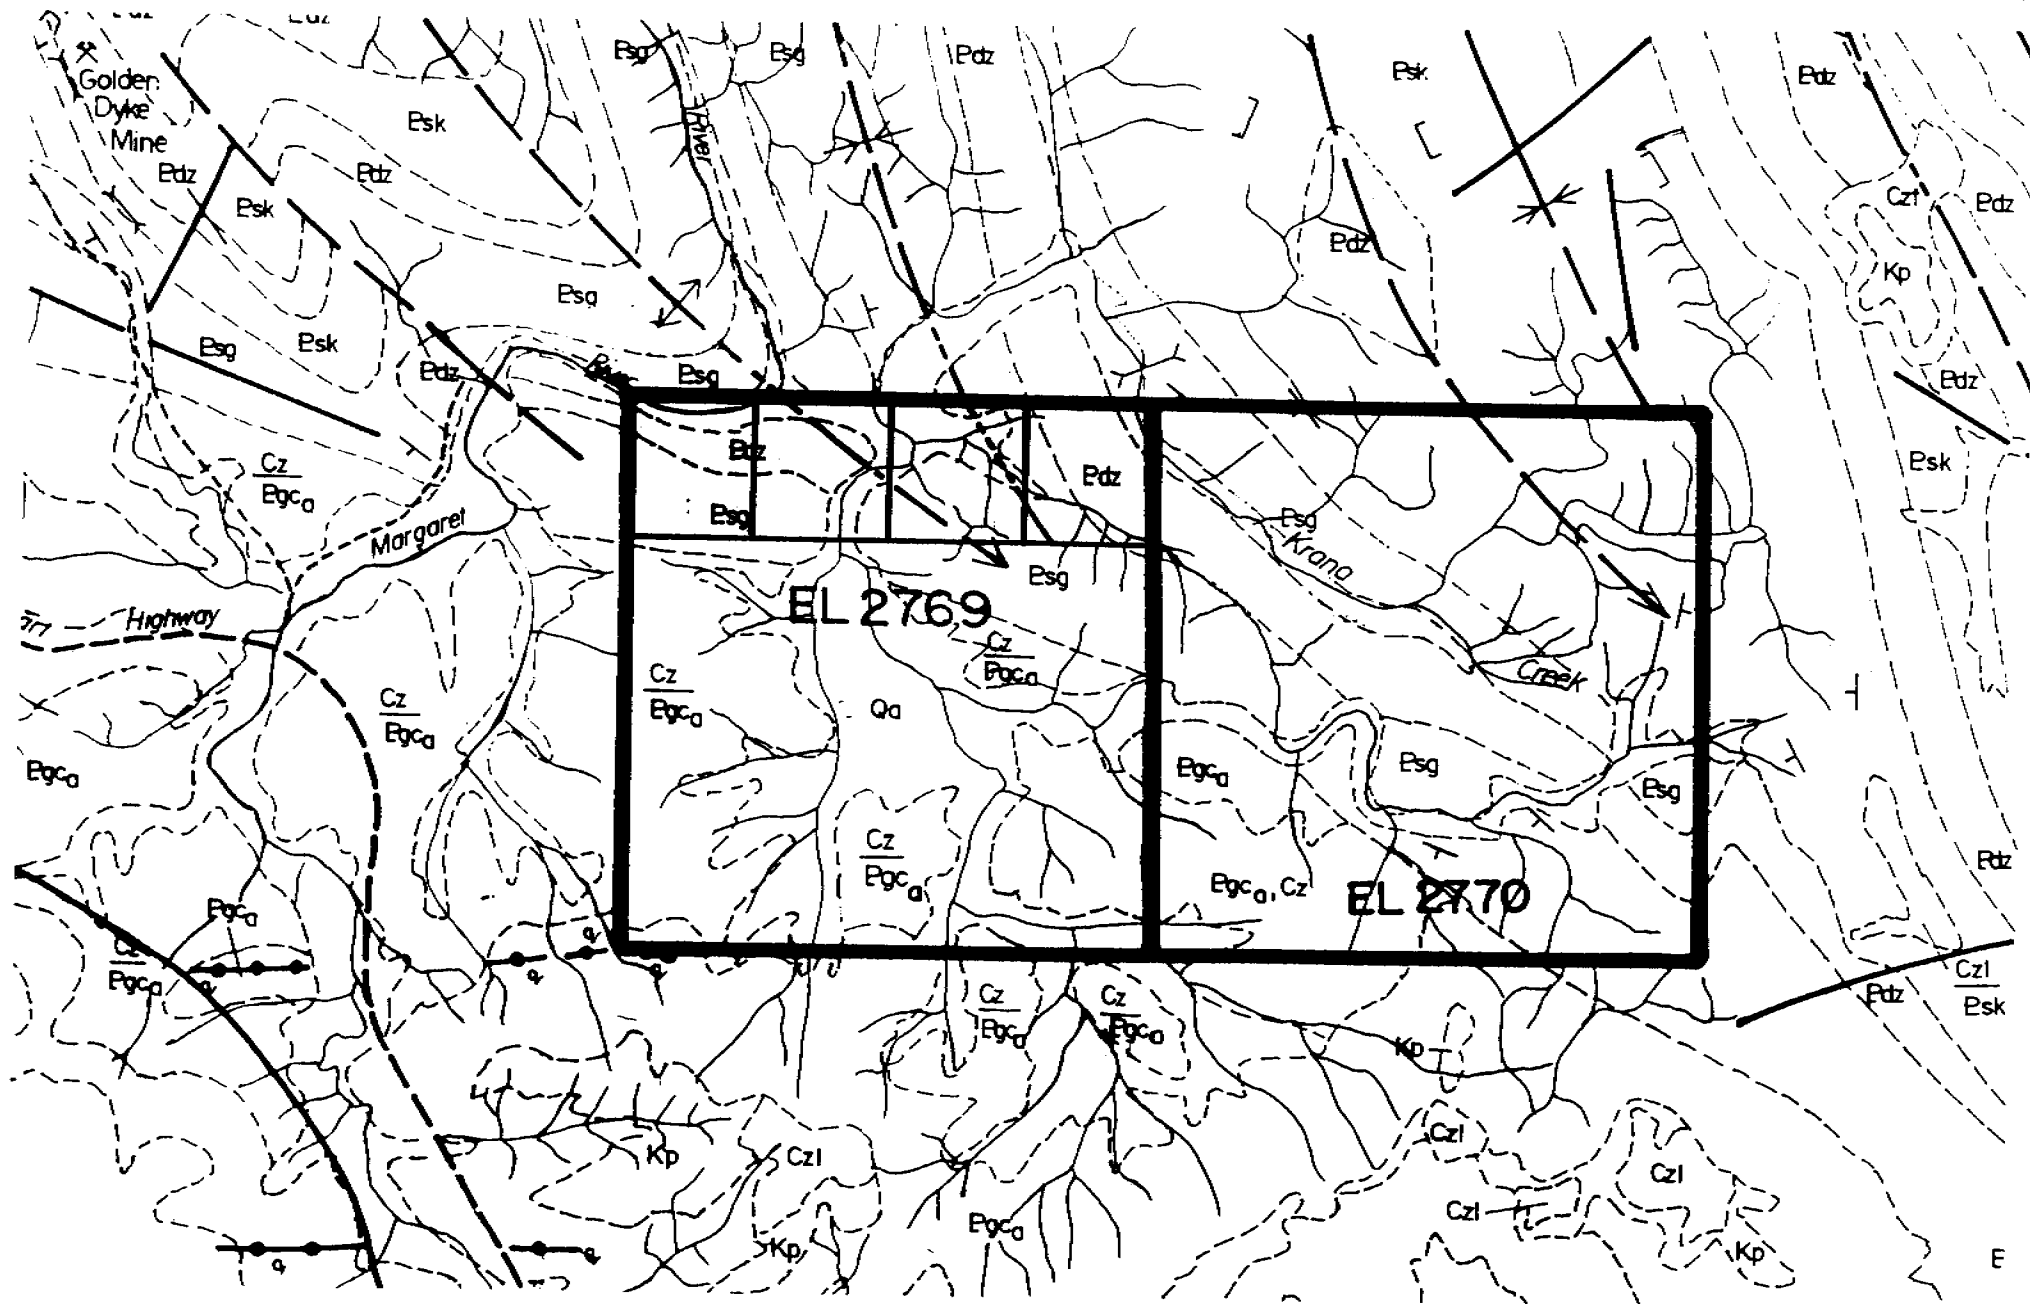 Golden
Dyke
Mine
Psg
Psg
Pdz
Psk
Pdz
Psk
Pdz
Pdz
Psk
River
Czl
Pdz
Pdz
Kp
Psg
Psg
Psk
Pdz
Psg
Pdz
Psk
Pdz
Pdz
Cz
Pgca
Psg
Psg
Margaret
Krang
Psg
EL 2769
Highway
Cz
Pgca
Cz
Pgca
Creek
Cz
Pgca
Qa
Pgca
Pgca
Psg
Psg
Cz
Pgca
Pgca, Cz
EL 2770
Pdz
Pgca
Cz
Pgca
q
q
q
q
Cz
Pgca
Cz
Pgca
Pdz
Czl
Psk
Kp
Kp
Czl
Czl
Czl
Czl
Pgca
Kp
Kp
q
q